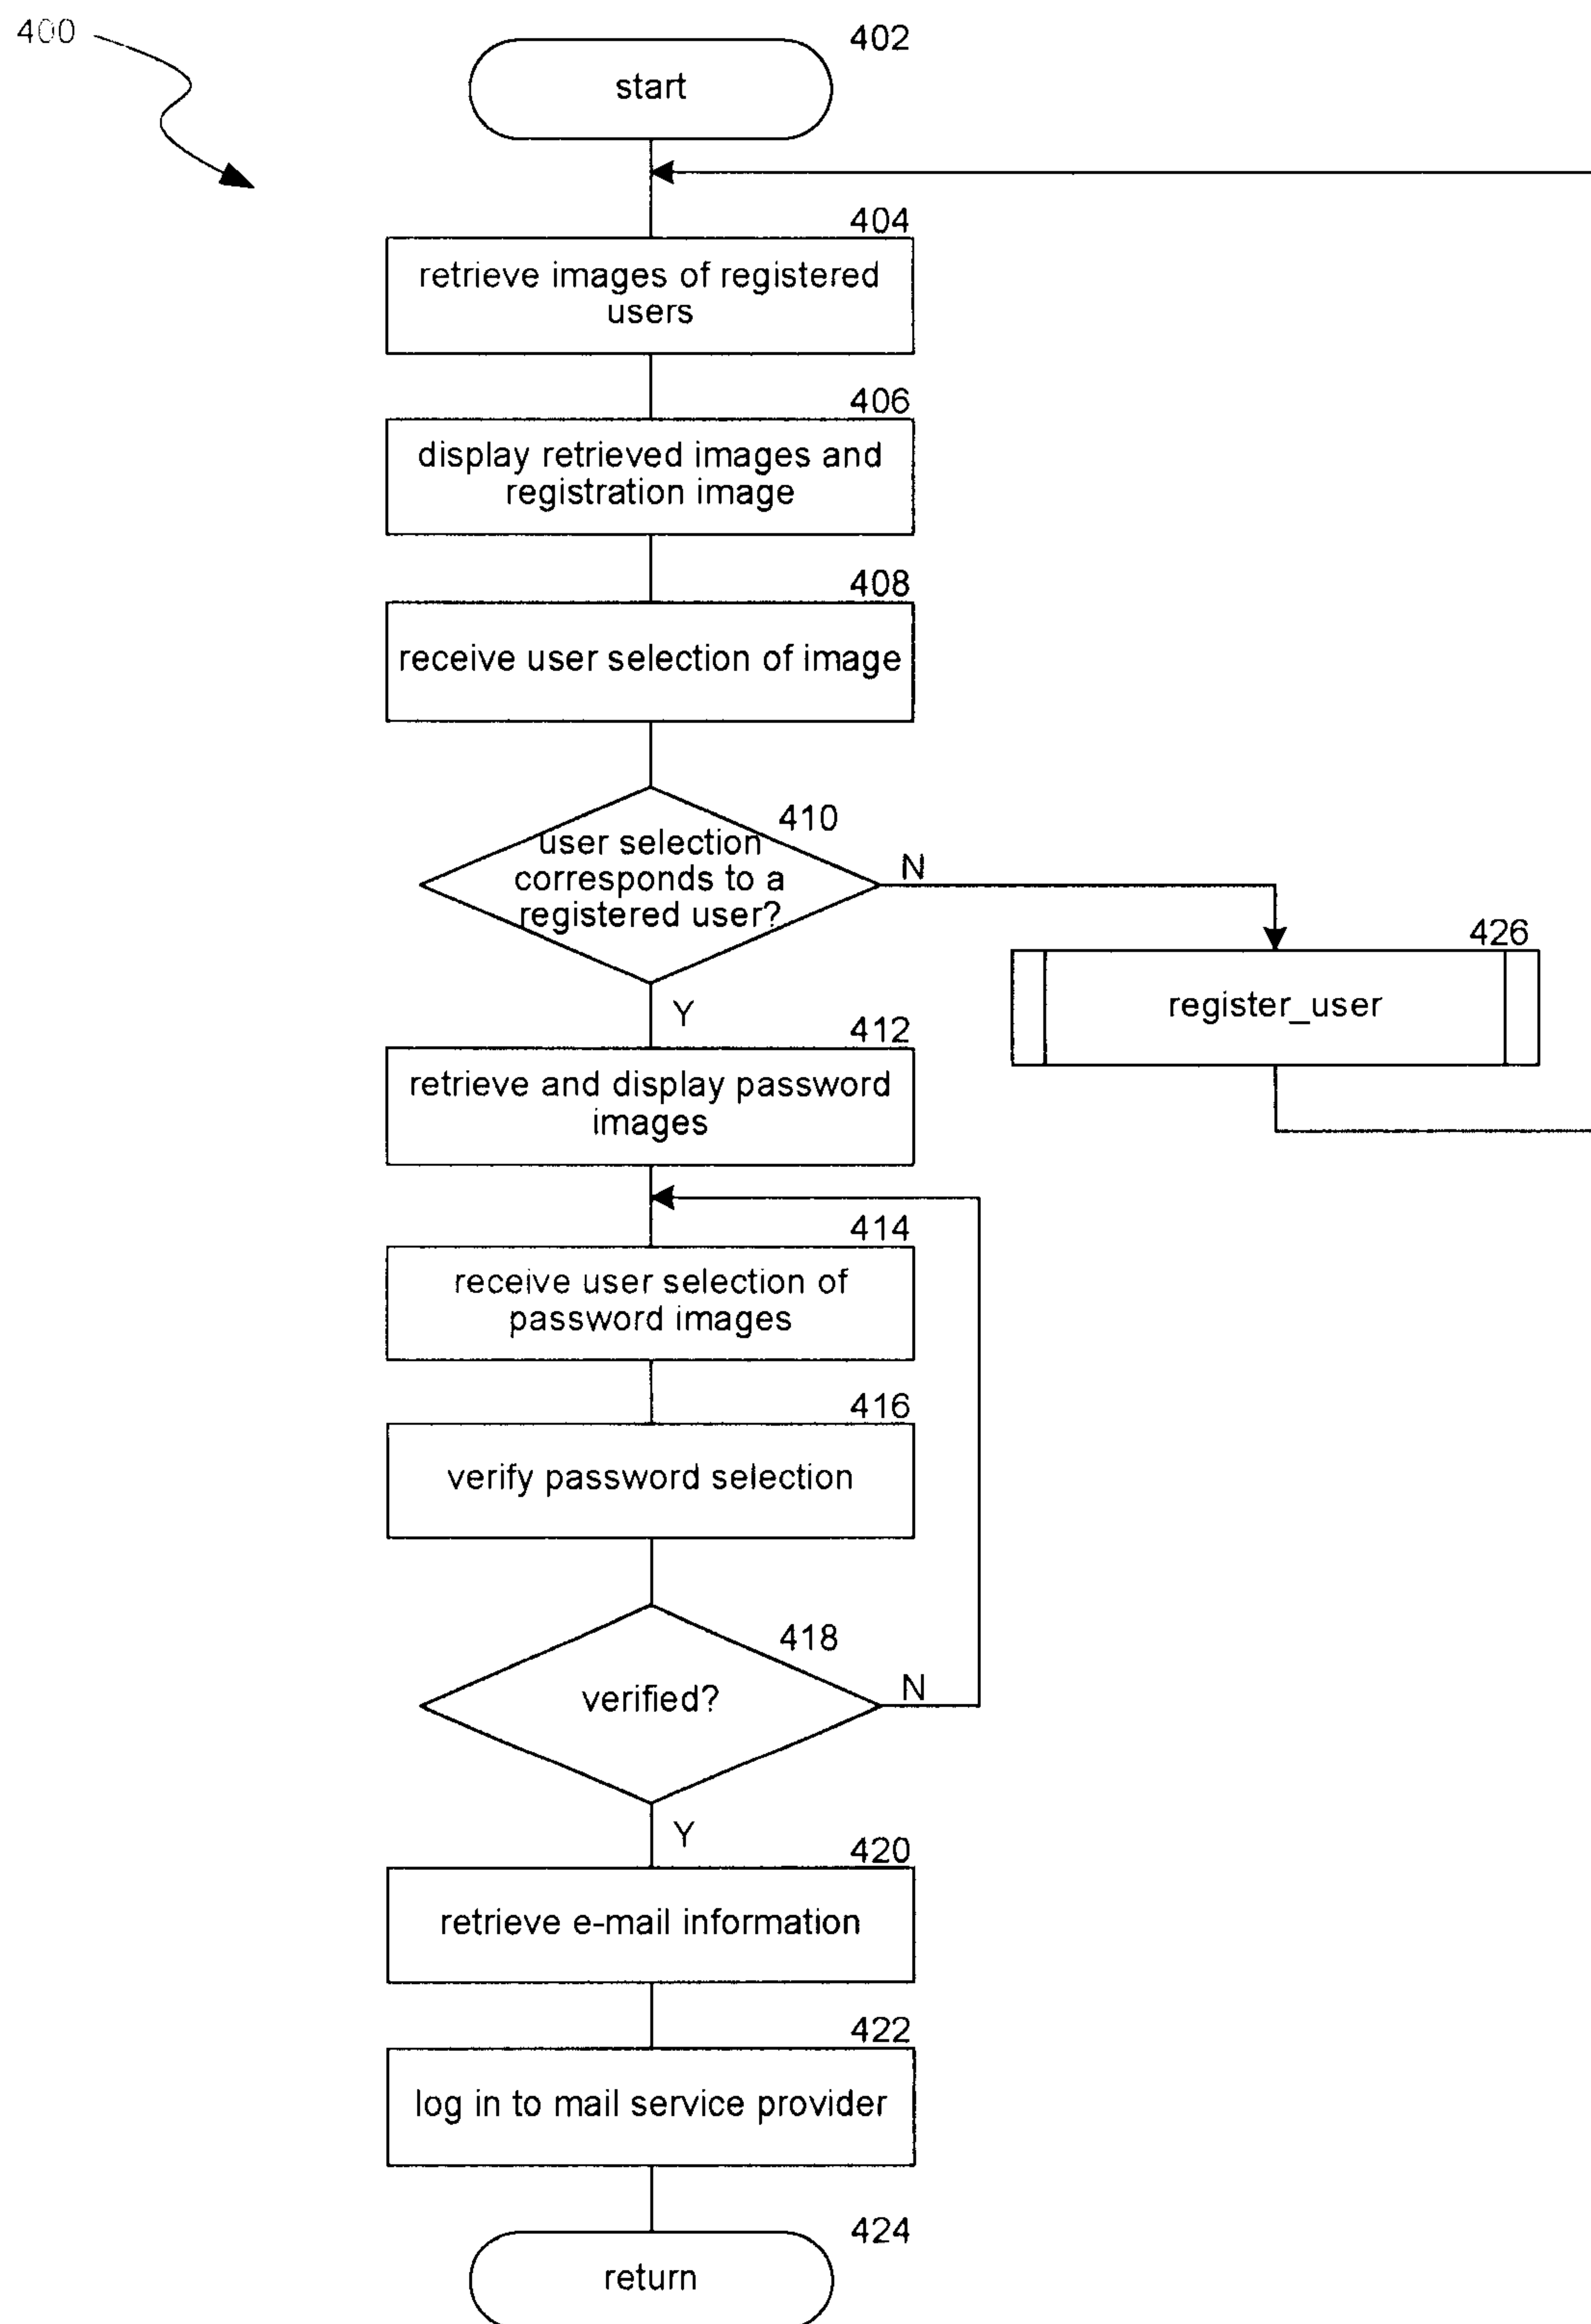 400
402
start
404
retrieve images of registered
users
406
display retrieved images and
registration image
408
receive user selection of image
410
user selection
corresponds to a
registered user?
N
Y
426
register_user
412
retrieve and display password
images
414
receive user selection of
password images
416
verify password selection
418
verified?
N
Y
420
retrieve e-mail information
422
log in to mail service provider
424
return